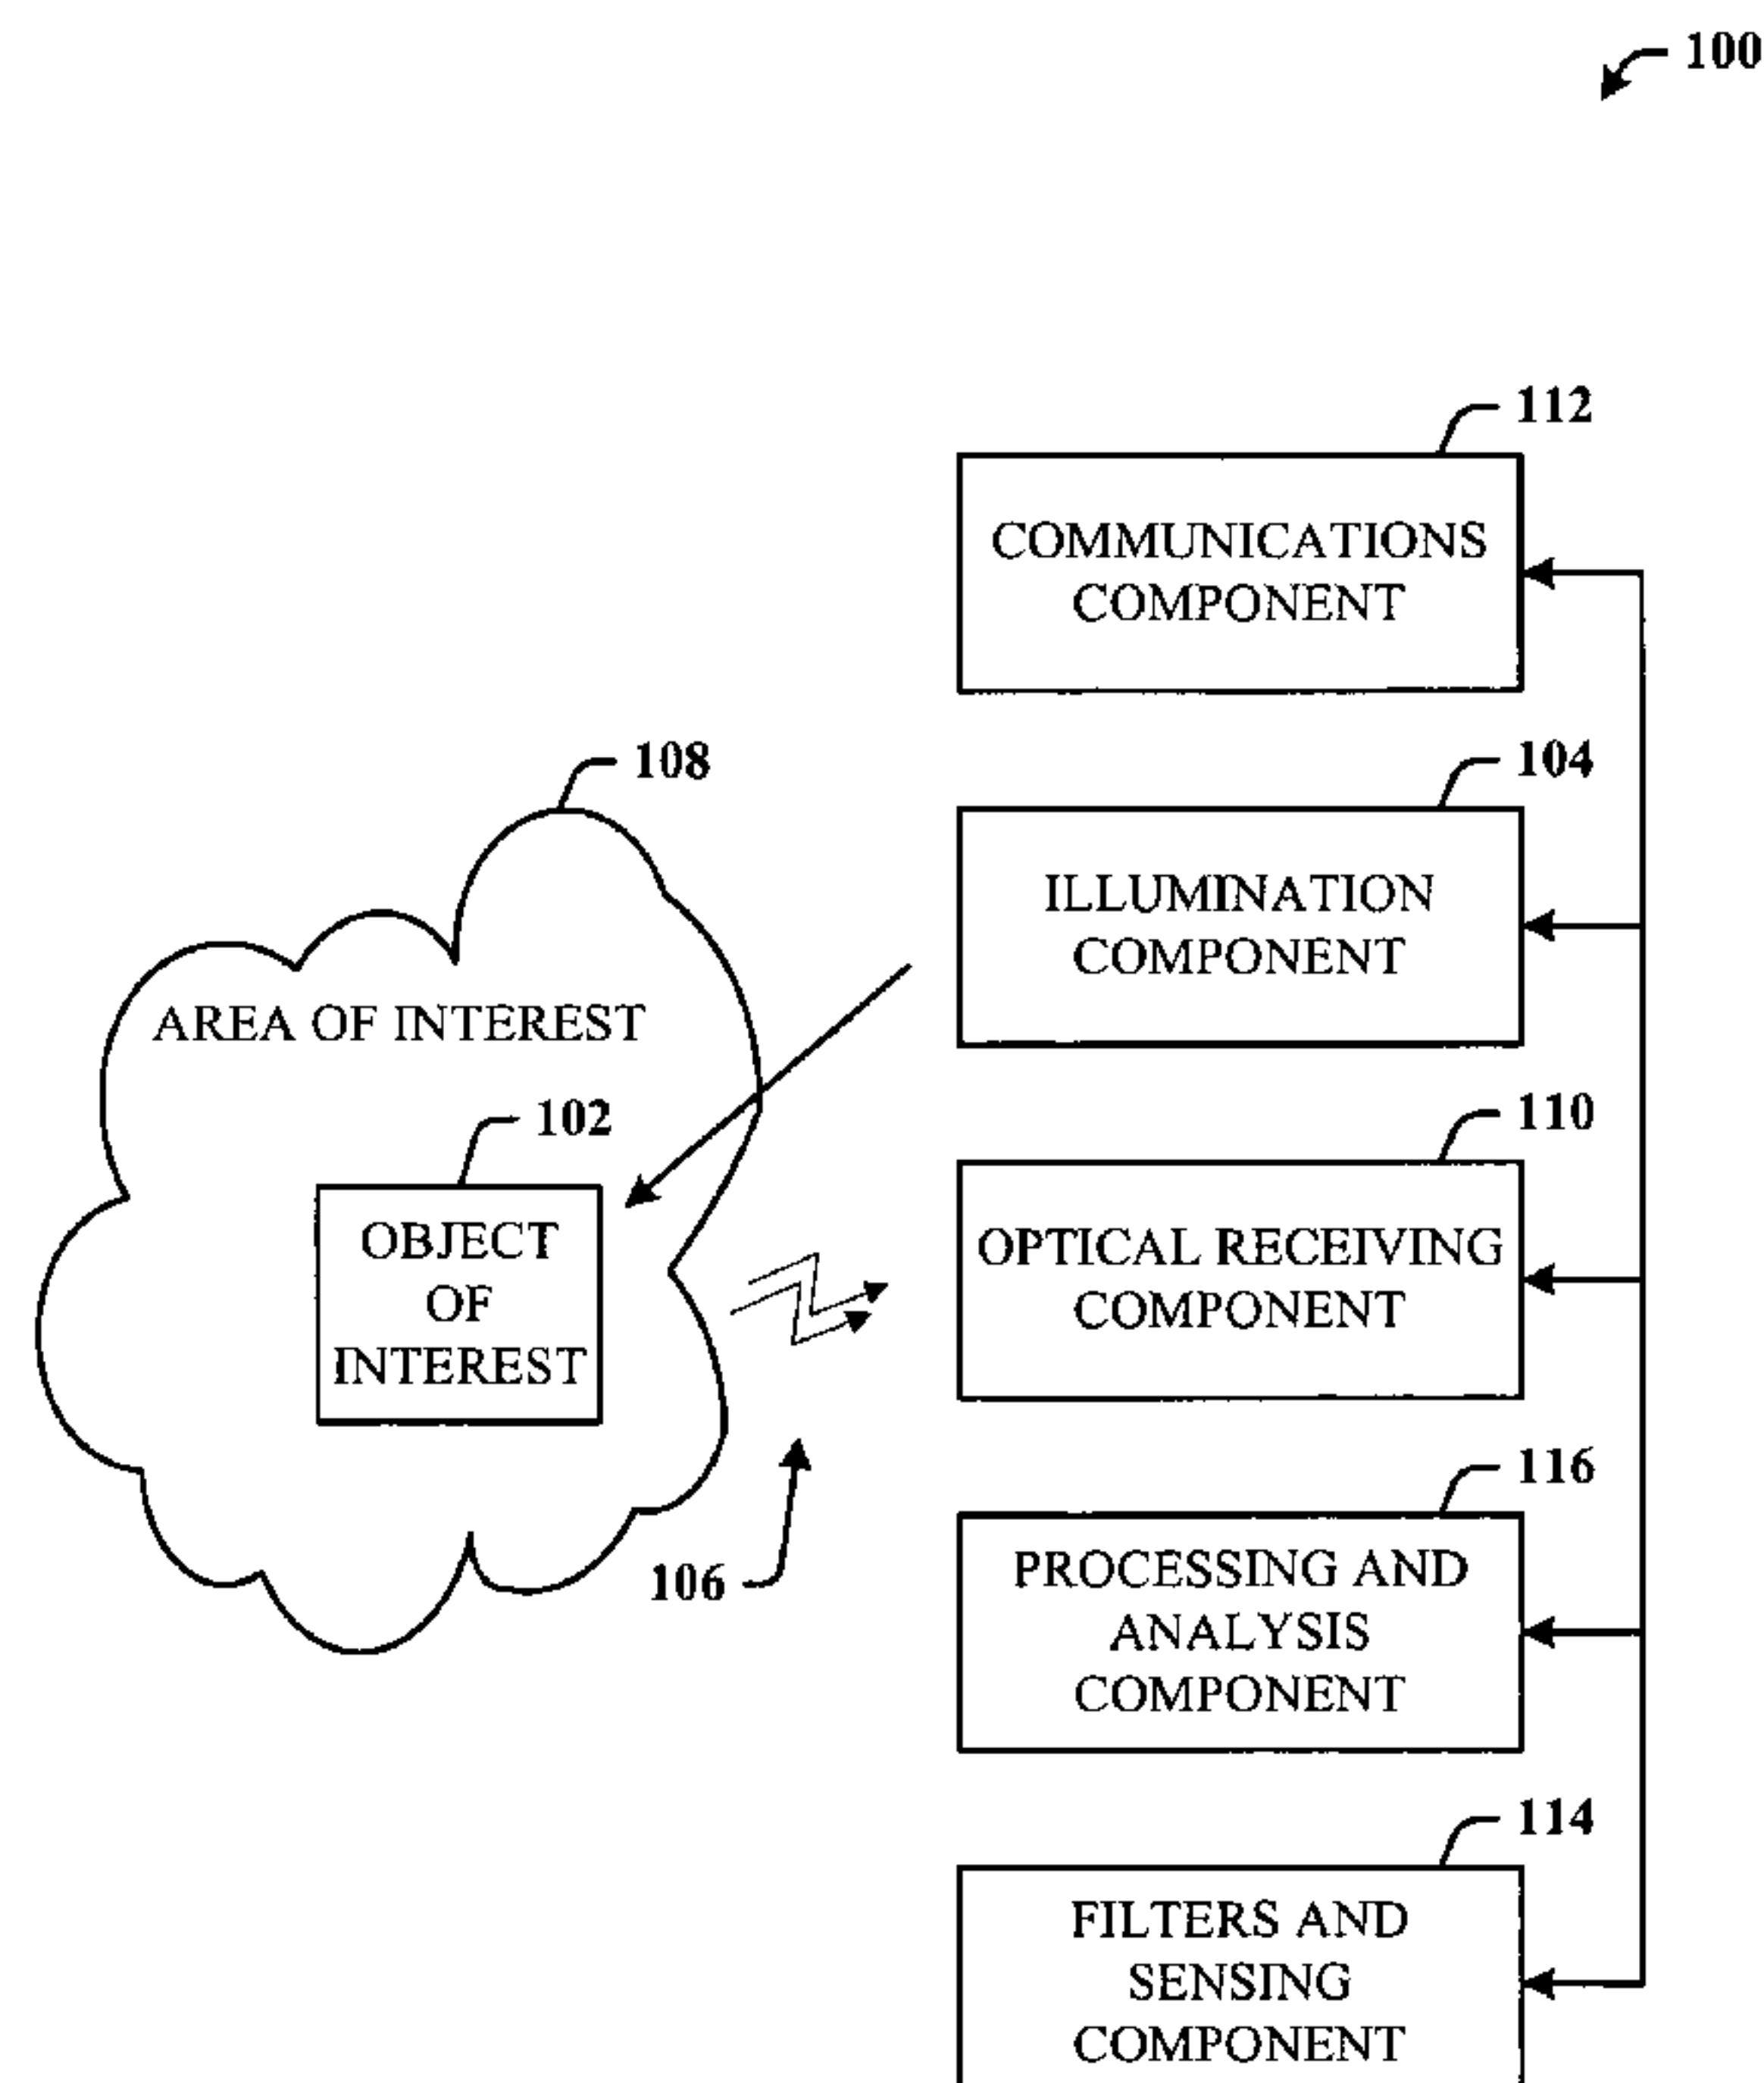 100
112
COMMUNICATIONS
COMPONENT
108
104
ILLUMINATION
COMPONENT
AREA OF INTEREST
102
OBJECT
OF
INTEREST
110
OPTICAL RECEIVING
COMPONENT
106
116
PROCESSING AND
ANALYSIS
COMPONENT
114
FILTERS AND
SENSING
COMPONENT